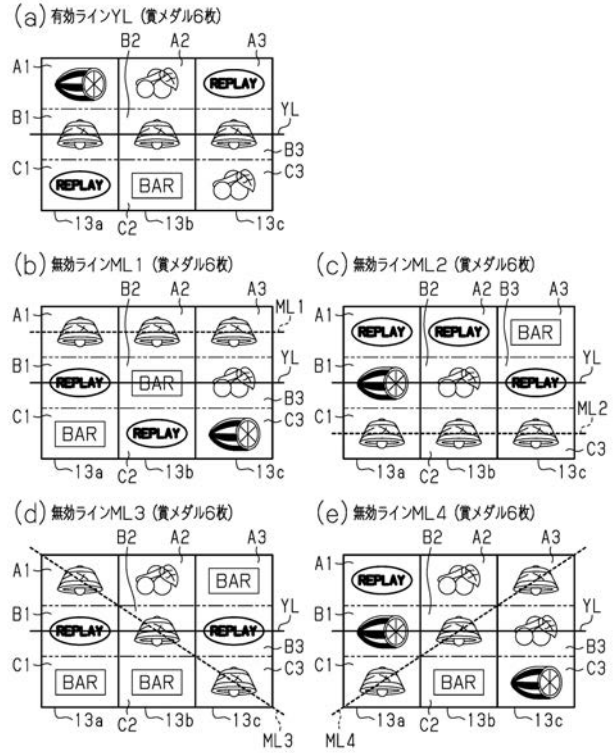 (a) 有効ラインYL (賞メダル6枚)
B2 A2 A3
A1
REPLAY
B1 YL
C1 B3
C3
REPLAY BAR
13a 13b 13c
C2
(b) 無効ラインML1 (賞メダル6枚)
B2 A2 A3
A1 ML1
B1 YL
REPLAY BAR
C1 B3
C3
BAR REPLAY
13a 13b 13c
C2
(c) 無効ラインML2 (賞メダル6枚)
B2 A2 B3 A3
A1
REPLAY REPLAY BAR
B1 YL
REPLAY
C1 ML2
C3
13a 13b 13c
C2
(d) 無効ラインML3 (賞メダル6枚)
B2 A2 A3
A1
BAR
B1 YL
REPLAY REPLAY
C1 B3
C3
BAR BAR
13a 13b 13c
C2
ML3
(e) 無効ラインML4 (賞メダル6枚)
B2 A2 A3
A1
REPLAY
B1 YL
C1 B3
C3
BAR
13a 13b 13c
C2
ML4